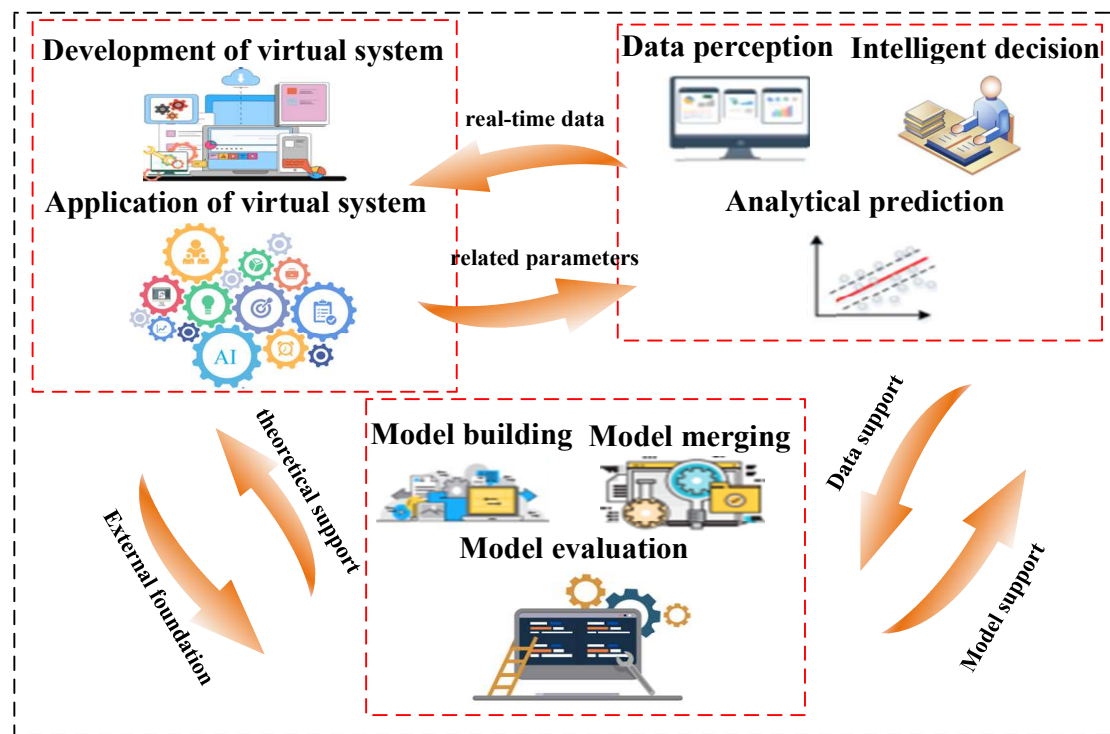 Development of virtual system
Application of virtual system
AI
real-time data
related parameters
Data perception
Intelligent decision
Analytical prediction
theoretical support
External foundation
Model building
Model merging
Model evaluation
Data support
Model support